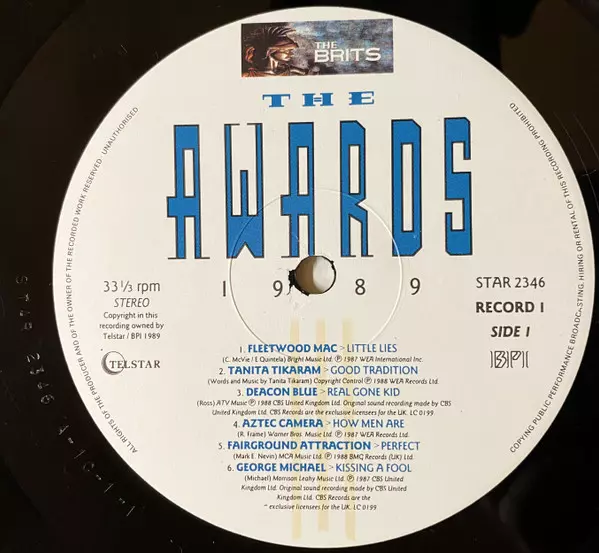 THE
BRITS
THE
AWARDS
1989
33 1/3 rpm
STEREO
Copyright in this
recording owned by
Telstar / BPI 1989
TELSTAR
STAR 2346
RECORD 1
SIDE 1
BPI
1. FLEETWOOD MAC > LITTLE LIES
(C. McVie / E Quintela) Bright Music Ltd. ℗ 1987 WEA International Inc.
2. TANITA TIKARAM > GOOD TRADITION
(Words and Music by Tanita Tikaram) Copyright Control ℗ 1988 WEA Records Ltd.
3. DEACON BLUE > REAL GONE KID
(Ross) ATV Music ℗ 1988 CBS United Kingdom Ltd. Original sound recording made by CBS
United Kingdom Ltd. CBS Records are the exclusive licensees for the UK. LC 0199
4. AZTEC CAMERA > HOW MEN ARE
(R. Frame) Warner Bros. Music Ltd. ℗ 1987 WEA Records Ltd.
5. FAIRGROUND ATTRACTION > PERFECT
(Mark E. Nevin) MCA Music Ltd ℗ 1988 BMG Records (UK) Ltd.
6. GEORGE MICHAEL > KISSING A FOOL
(Michael) Morrison Leahy Music Ltd ℗ 1987 CBS United
Kingdom Ltd. Original sound recording made by CBS United
Kingdom Ltd. CBS Records are the
exclusive licensees for the UK. LC 0199
ALL RIGHTS OF THE PRODUCER AND OF THE OWNER OF THE RECORDED WORK RESERVED · UNAUTHORISED
COPYING PUBLIC PERFORMANCE BROADCASTING, HIRING OR RENTAL OF THIS RECORDING PROHIBITED
STAR 2346